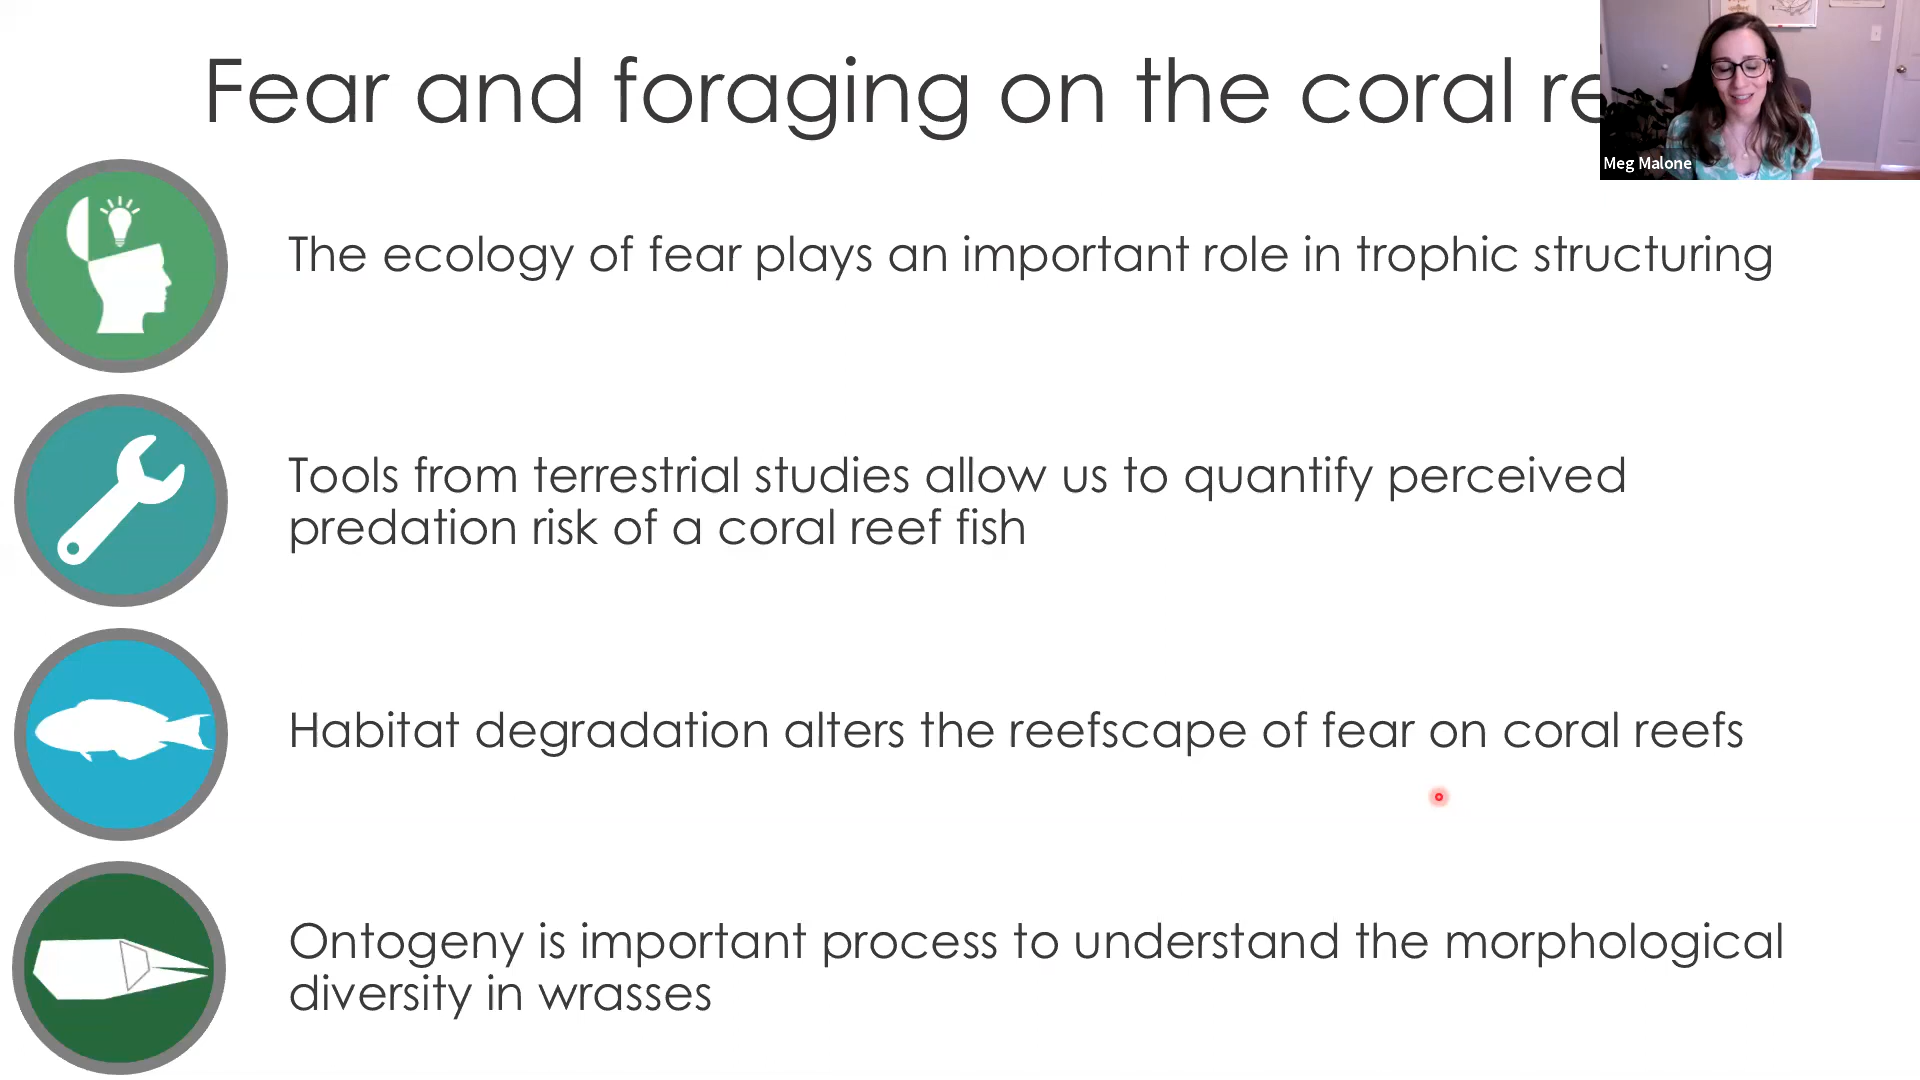 Fear and foraging on the coral
Meg Malone
The ecology of fear plays an important role in trophic structuring
Tools from terrestrial studies allow us to quantify perceived
predation risk of a coral reef fish
Habitat degradation alters the reefscape of fear on coral reefs
Ontogeny is important process to understand the morphological
diversity in wrasses